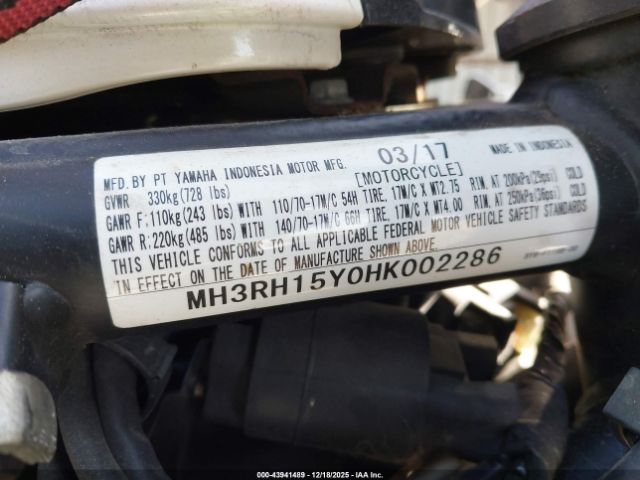 MFD. BY PT YAMAHA INDONESIA MOTOR MFG. 03/17 MADE IN INDONESIA
GVWR 330kg(728 lbs) [MOTORCYCLE]
GAWR F:110kg(243 lbs) WITH 110/70-17M/C 54H TIRE, 17M/C X MT2.75 RIM, AT 200kPa(29psi) COLD
GAWR R:220kg(485 lbs) WITH 140/70-17M/C 66H TIRE, 17M/C X MT4.00 RIM, AT 250kPa(36psi) COLD
THIS VEHICLE CONFORMS TO ALL APPLICABLE FEDERAL MOTOR VEHICLE SAFETY STANDARDS
IN EFFECT ON THE DATE OF MANUFACTURE SHOWN ABOVE.
MH3RH15Y0HK002286
000-43941489 | 12/18/2025 | IAA Inc.